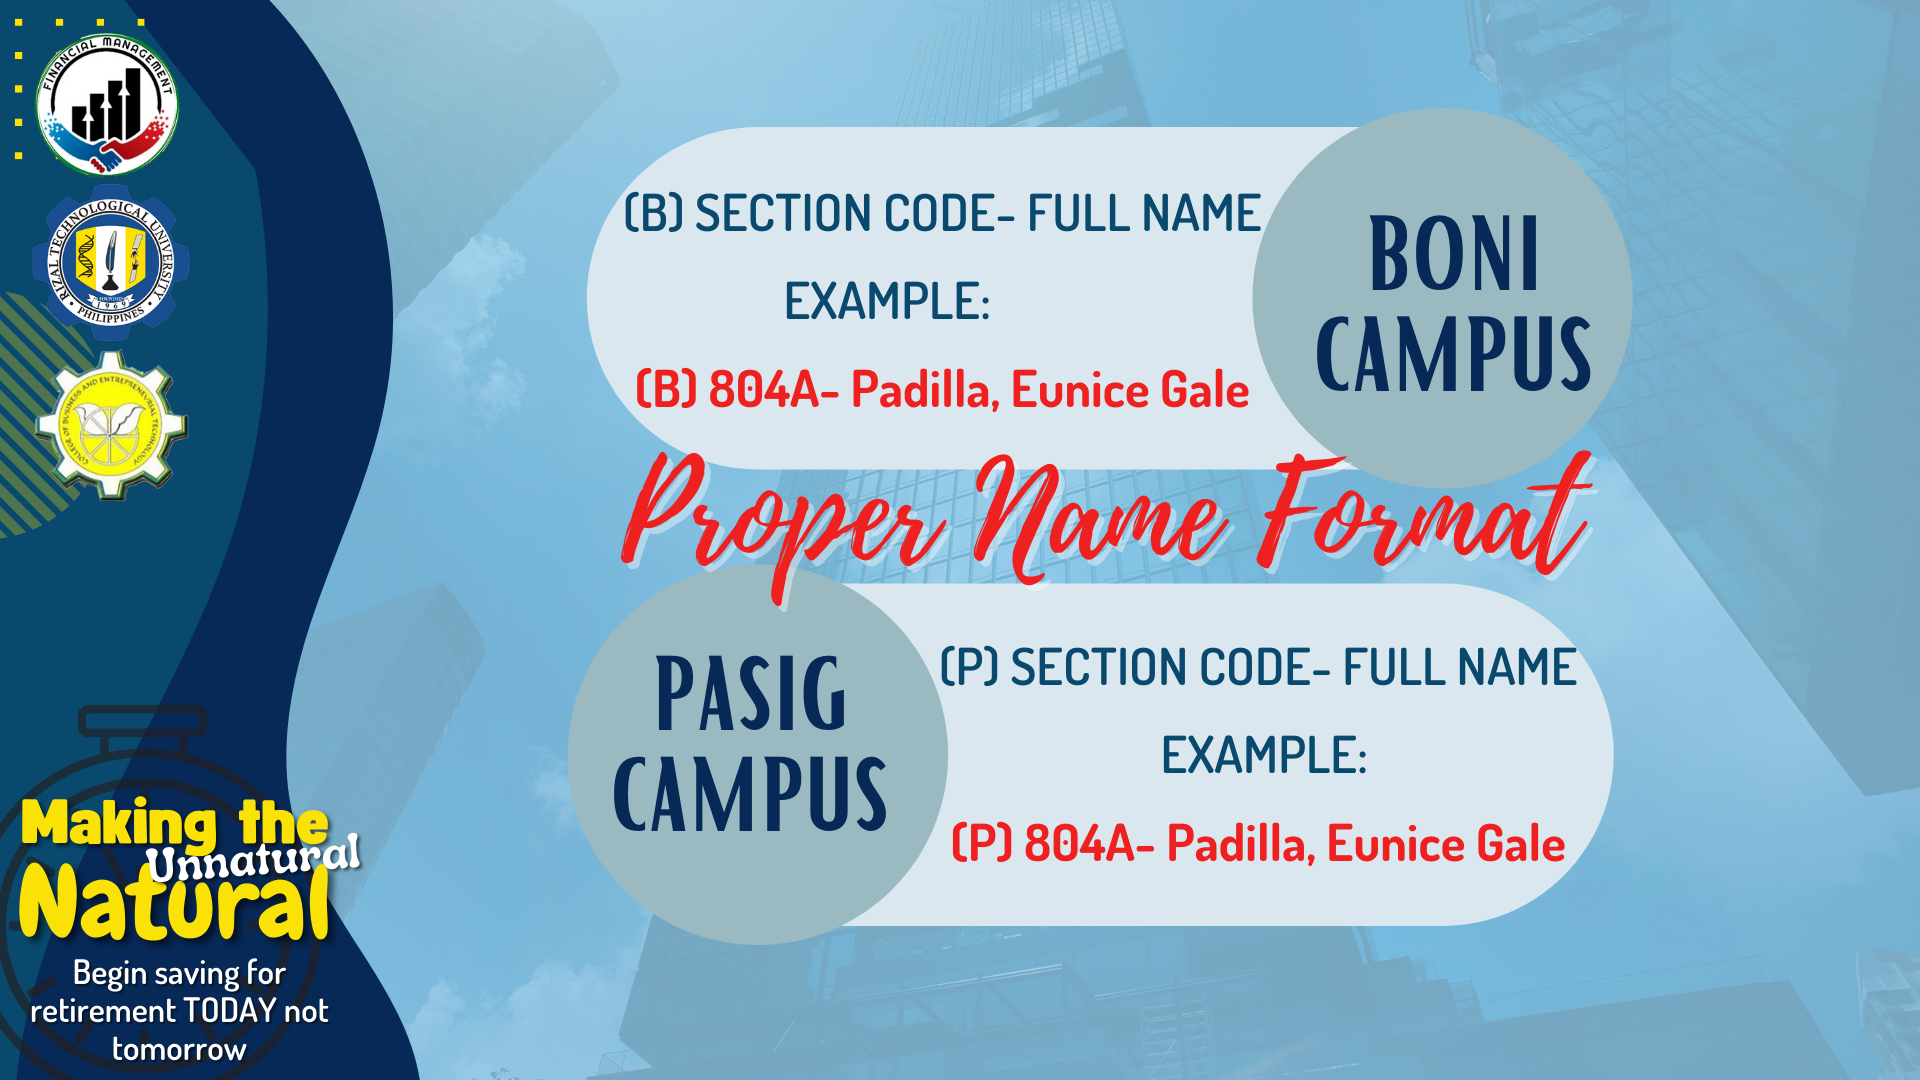 FINANCIAL MANAGEMENT
RIZAL TECHNOLOGICAL UNIVERSITY
FOUNDED
1969
PHILIPPINES
COLLEGE OF BUSINESS AND ENTREPRENEURIAL TECHNOLOGY
Making the
Unnatural
Natural
Begin saving for
retirement TODAY not
tomorrow
(B) SECTION CODE- FULL NAME
EXAMPLE:
(B) 804A- Padilla, Eunice Gale
BONI
CAMPUS
Proper Name Format
PASIG
CAMPUS
(P) SECTION CODE- FULL NAME
EXAMPLE:
(P) 804A- Padilla, Eunice Gale